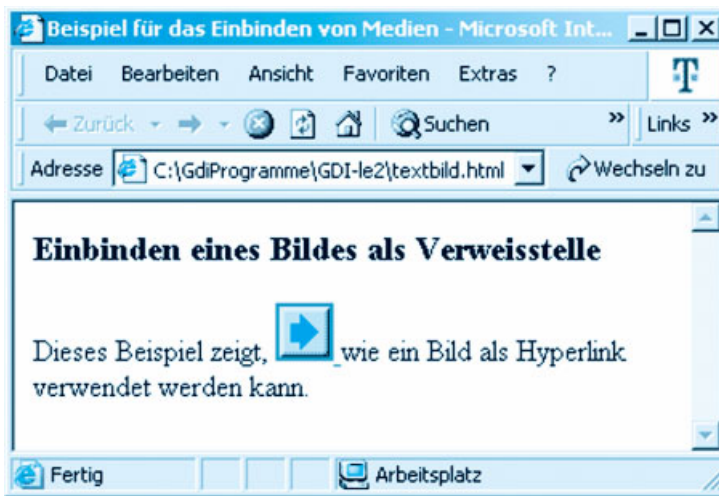 Beispiel für das Einbinden von Medien - Microsoft Int...
Datei Bearbeiten Ansicht Favoriten Extras ?
T
Zurück Suchen » Links »
Adresse C:\GdiProgramme\GDI-le2\textbild.html Wechseln zu
Einbinden eines Bildes als Verweisstelle
Dieses Beispiel zeigt, wie ein Bild als Hyperlink
verwendet werden kann.
Fertig Arbeitsplatz